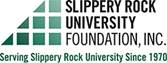 SLIPPERY ROCK
UNIVERSITY
FOUNDATION, INC.
Serving Slippery Rock University Since 1970